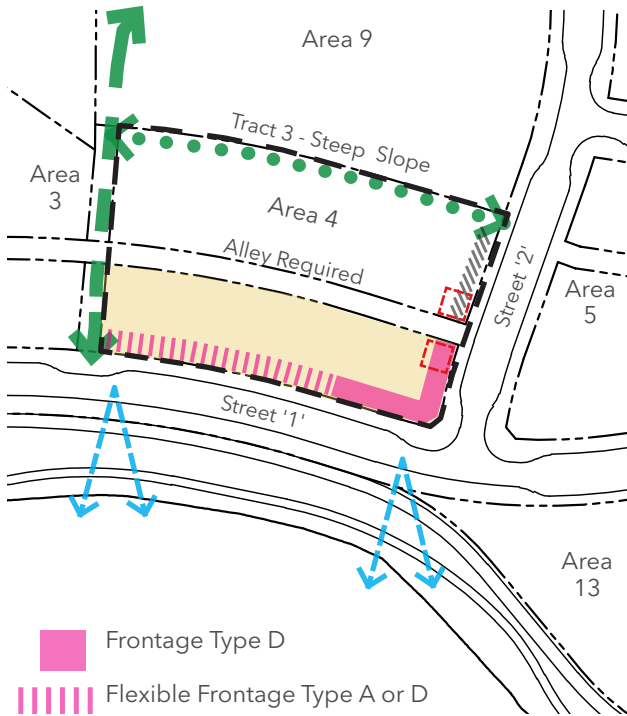 Area 9
Tract 3 - Steep Slope
Area
3
Area 4
Alley Required
Street '2'
Area
5
Street '1'
Area
13
Frontage Type D
Flexible Frontage Type A or D